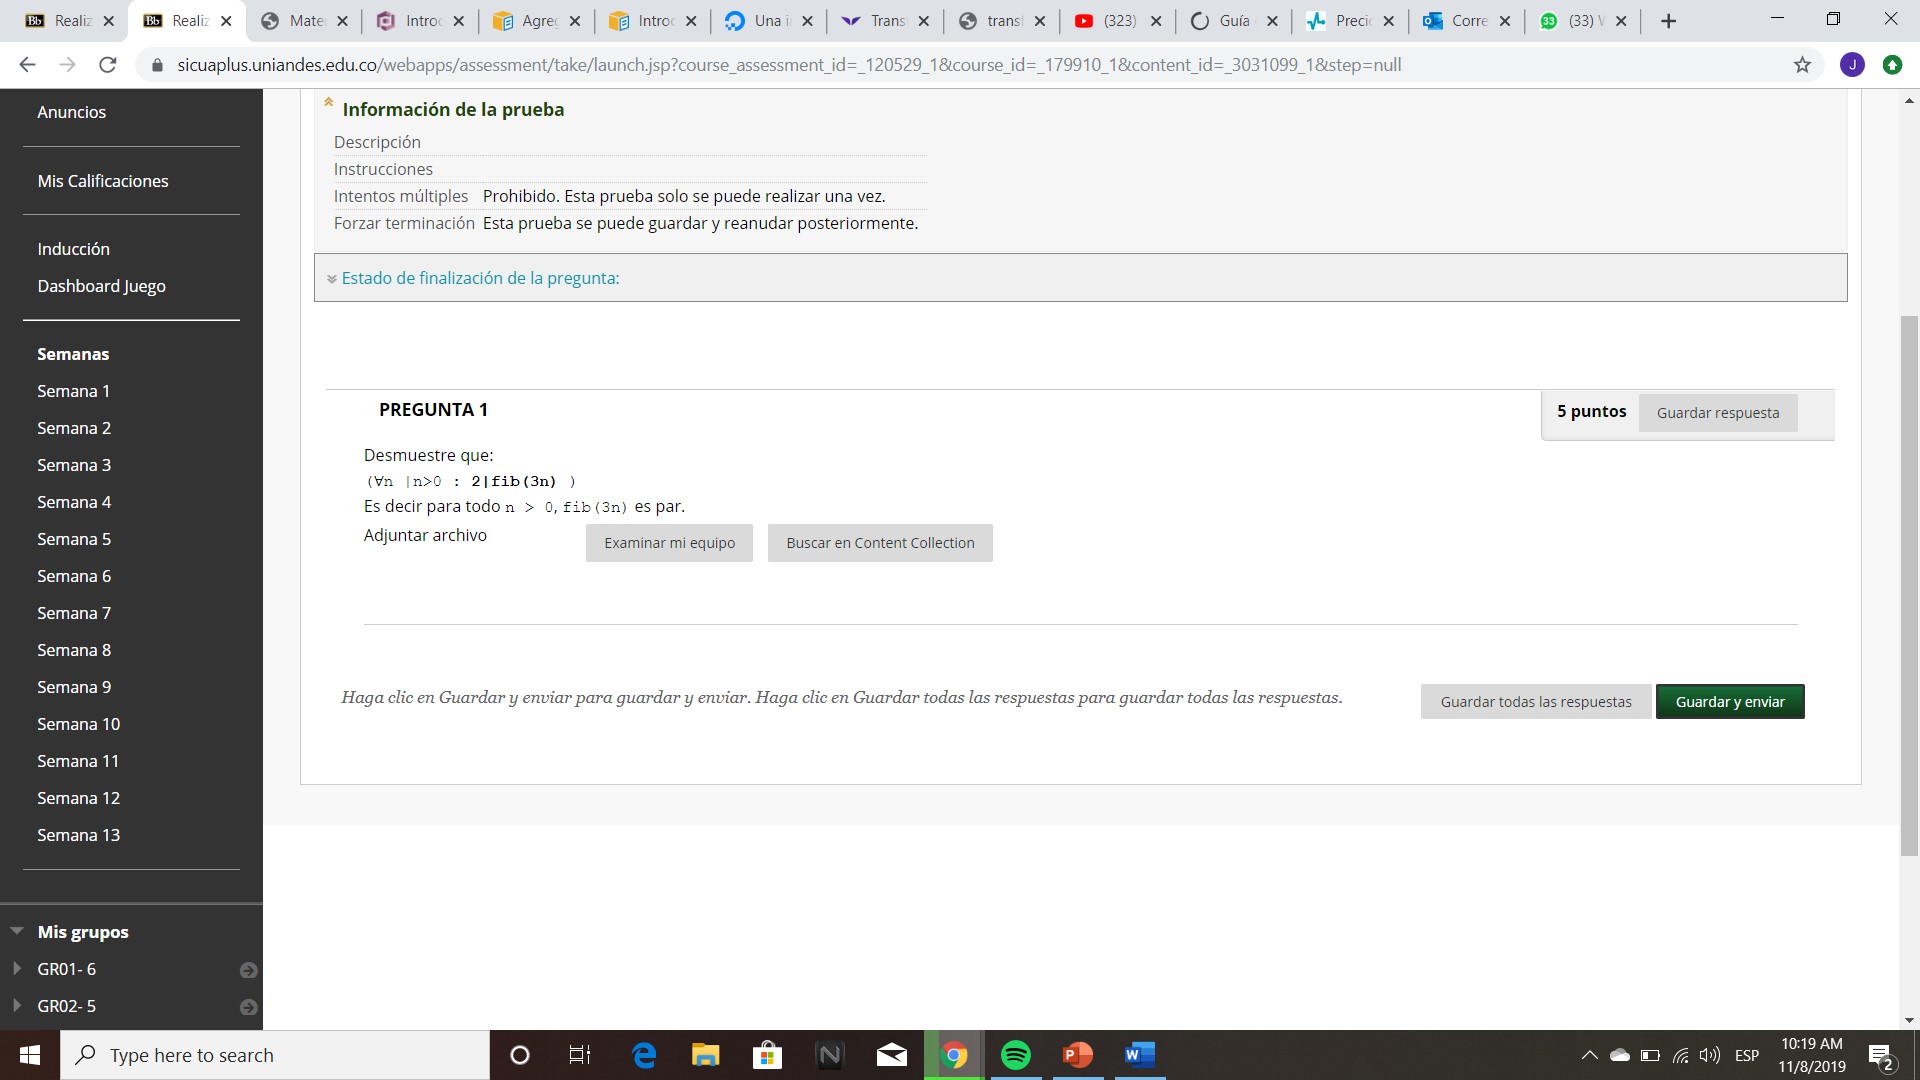 Realiz
Realiz
Mate
Introd
Agreg
Introd
Una i
Trans
trans
(323)
Guía
Preci
Corre
(33)
sicuaplus.uniandes.edu.co/webapps/assessment/take/launch.jsp?course_assessment_id=_120529_1&course_id=_179910_1&content_id=_3031099_1&step=null
J
Anuncios
Mis Calificaciones
Inducción
Dashboard Juego
Semanas
Semana 1
Semana 2
Semana 3
Semana 4
Semana 5
Semana 6
Semana 7
Semana 8
Semana 9
Semana 10
Semana 11
Semana 12
Semana 13
Mis grupos
GR01- 6
GR02- 5
Información de la prueba
Descripción
Instrucciones
Intentos múltiples Prohibido. Esta prueba solo se puede realizar una vez.
Forzar terminación Esta prueba se puede guardar y reanudar posteriormente.
Estado de finalización de la pregunta:
PREGUNTA 1
5 puntos Guardar respuesta
Desmuestre que:
(∀n |n>0 : 2|fib(3n) )
Es decir para todo n > 0, fib(3n) es par.
Adjuntar archivo Examinar mi equipo Buscar en Content Collection
Haga clic en Guardar y enviar para guardar y enviar. Haga clic en Guardar todas las respuestas para guardar todas las respuestas.
Guardar todas las respuestas Guardar y enviar
Type here to search
ESP
10:19 AM
11/8/2019
2